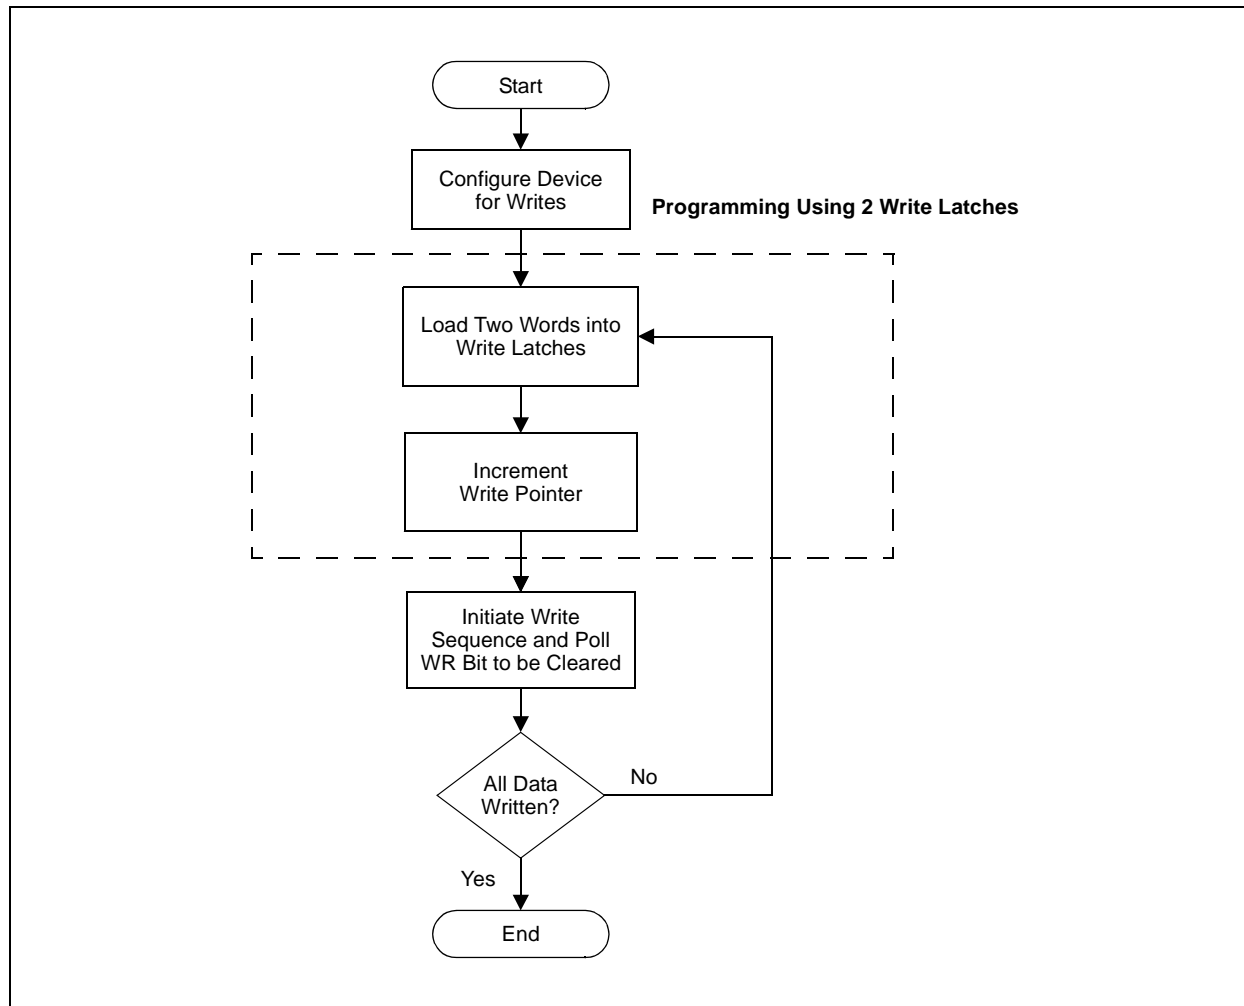 Start
Configure Device
for Writes
Programming Using 2 Write Latches
Load Two Words into
Write Latches
Increment
Write Pointer
Initiate Write
Sequence and Poll
WR Bit to be Cleared
All Data
Written?
No
Yes
End